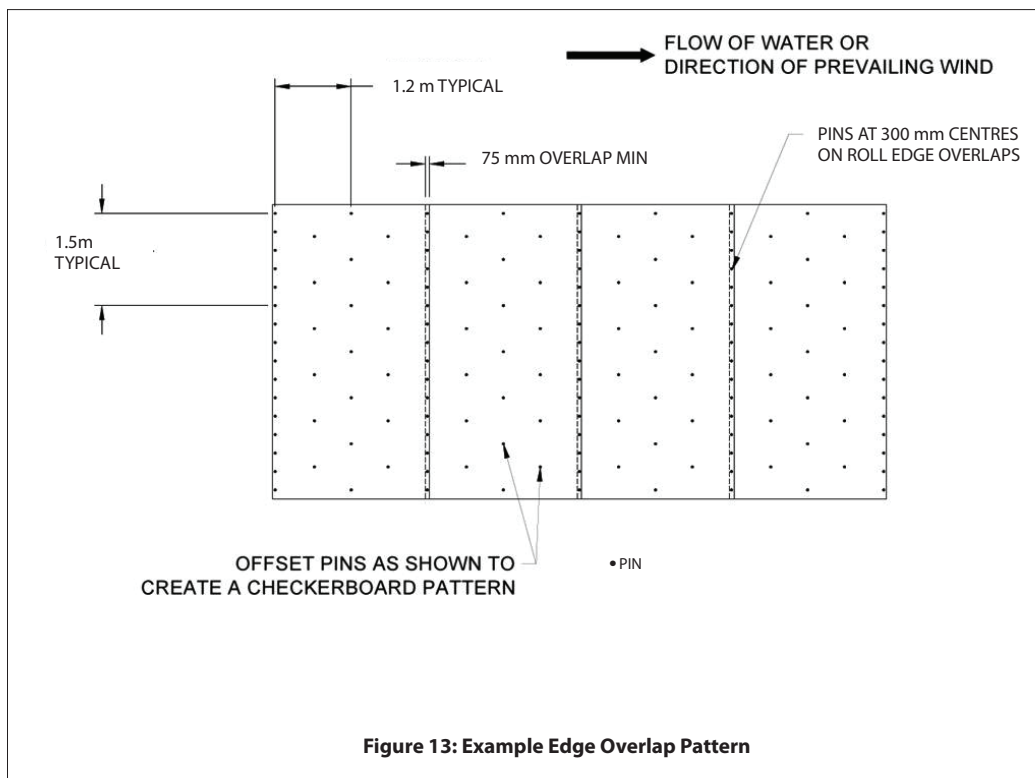 FLOW OF WATER OR
DIRECTION OF PREVAILING WIND
1.2 m TYPICAL
75 mm OVERLAP MIN
PINS AT 300 mm CENTRES
ON ROLL EDGE OVERLAPS
1.5m
TYPICAL
OFFSET PINS AS SHOWN TO
CREATE A CHECKERBOARD PATTERN
• PIN
Figure 13: Example Edge Overlap Pattern